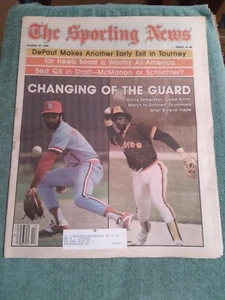 The Sporting News
DePaul Makes Another Early Exit in Tourney
Tar Heels Boast a Worthy All-America
Best QB in Draft—McMahon or Schlichter?
CHANGING OF THE GUARD
Garry Templeton, Ozzie Smith
March to Different Drummers
After Bizarre Trade